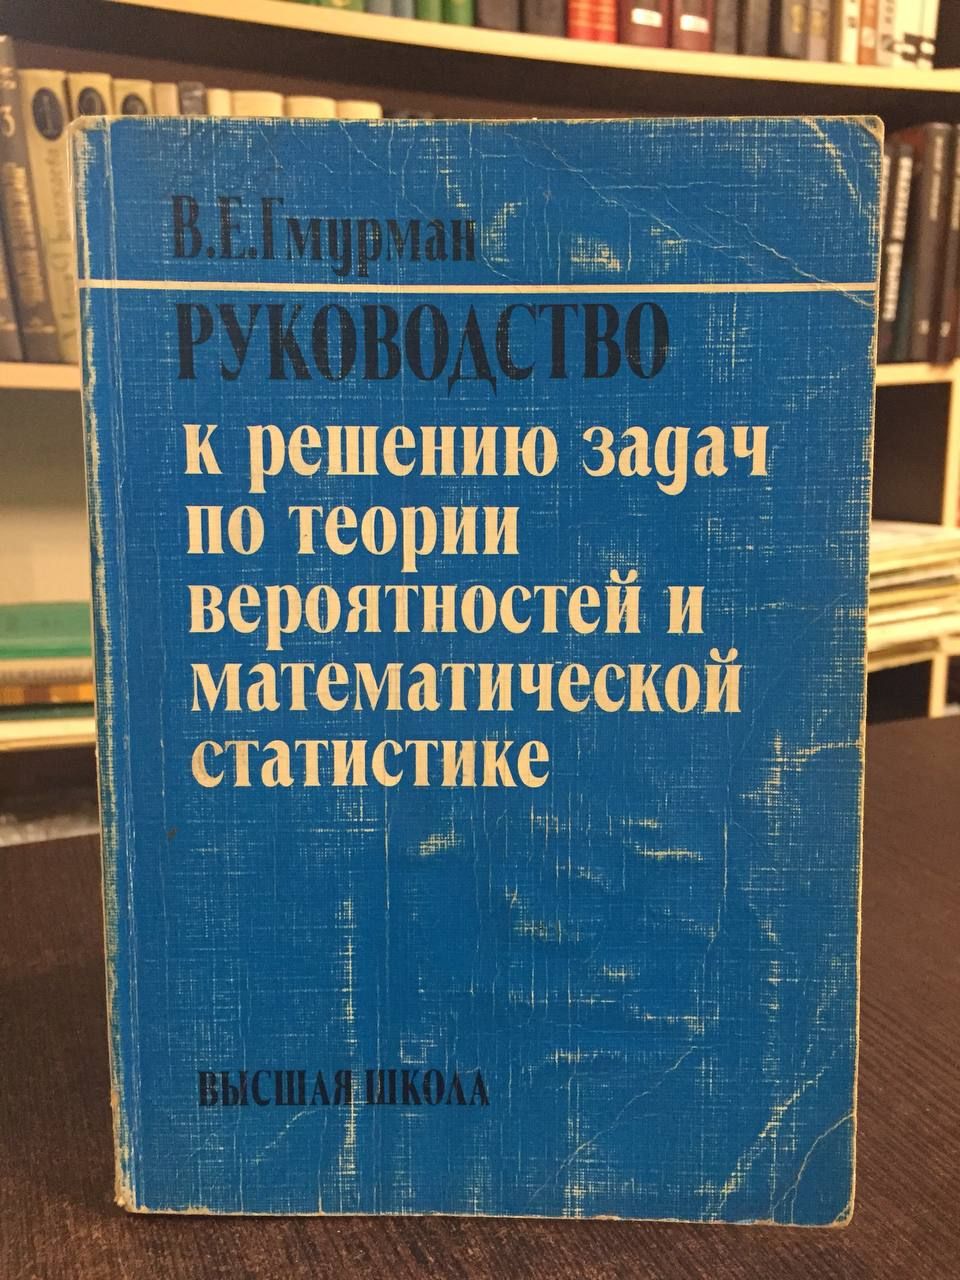 В.Е.Гмурман
РУКОВОДСТВО
к решению задач
по теории
вероятностей и
математической
статистике
ВЫСШАЯ ШКОЛА